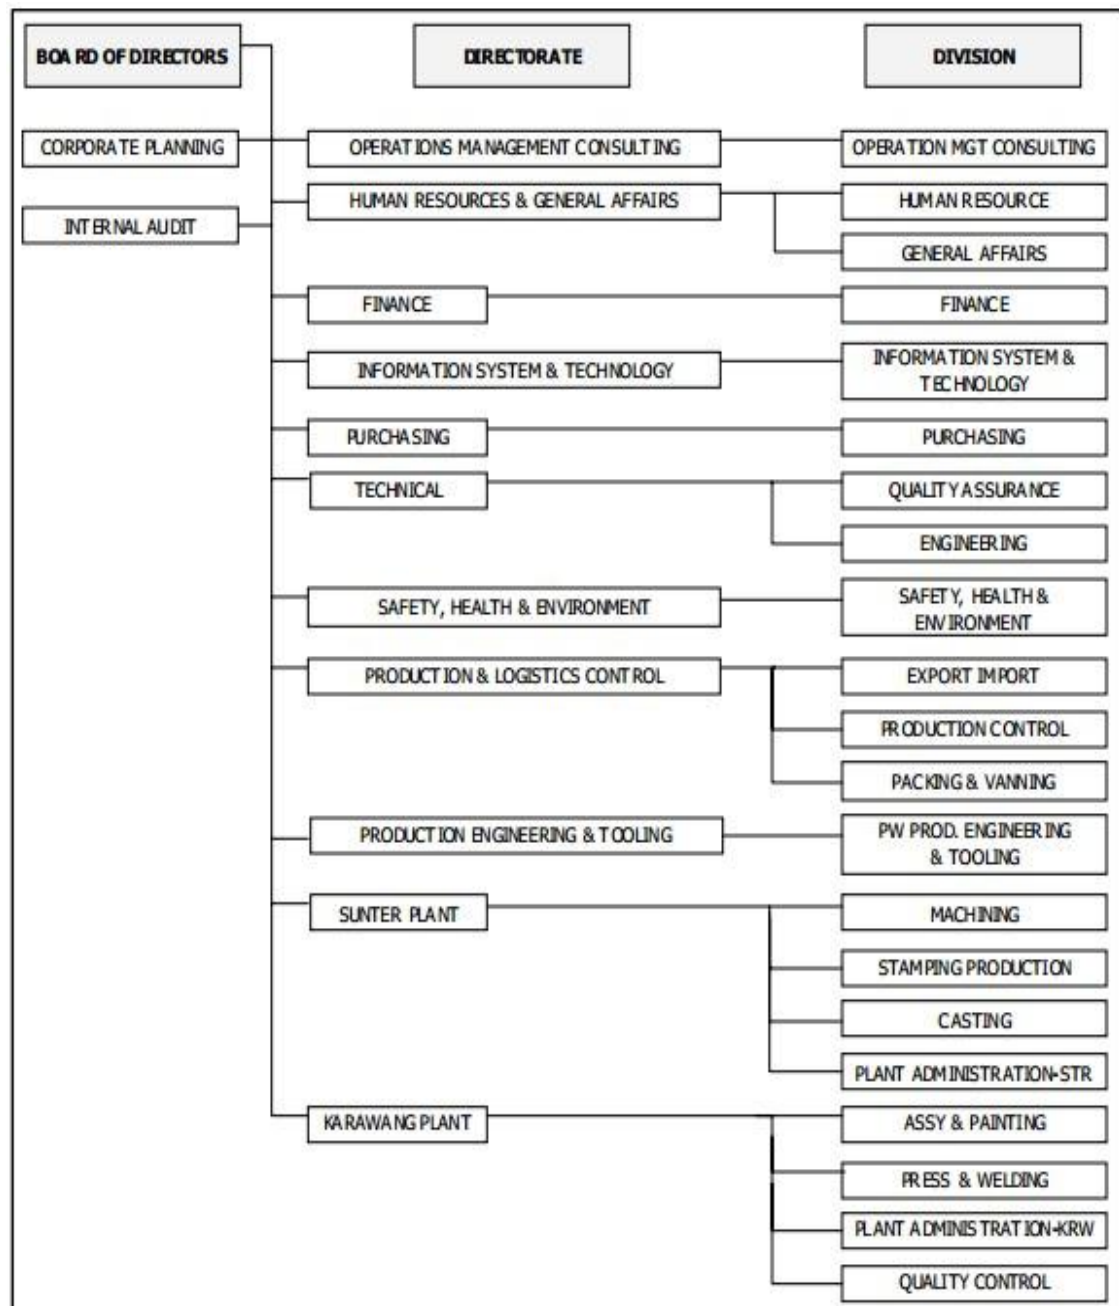 BOARD OF DIRECTORS
DIRECTORATE
DIVISION
CORPORATE PLANNING
OPERATIONS MANAGEMENT CONSULTING
OPERATION MGT CONSULTING
INTERNAL AUDIT
HUMAN RESOURCES & GENERAL AFFAIRS
HUMAN RESOURCE
GENERAL AFFAIRS
FINANCE
FINANCE
INFORMATION SYSTEM & TECHNOLOGY
INFORMATION SYSTEM &
TECHNOLOGY
PURCHASING
PURCHASING
TECHNICAL
QUALITY ASSURANCE
ENGINEERING
SAFETY, HEALTH & ENVIRONMENT
SAFETY, HEALTH &
ENVIRONMENT
PRODUCTION & LOGISTICS CONTROL
EXPORT IMPORT
PRODUCTION CONTROL
PACKING & VANNING
PRODUCTION ENGINEERING & TOOLING
PW PROD. ENGINEERING
& TOOLING
SUNTER PLANT
MACHINING
STAMPING PRODUCTION
CASTING
PLANT ADMINISTRATION-STR
KARAWANG PLANT
ASSY & PAINTING
PRESS & WELDING
PLANT ADMINISTRATION-KRW
QUALITY CONTROL